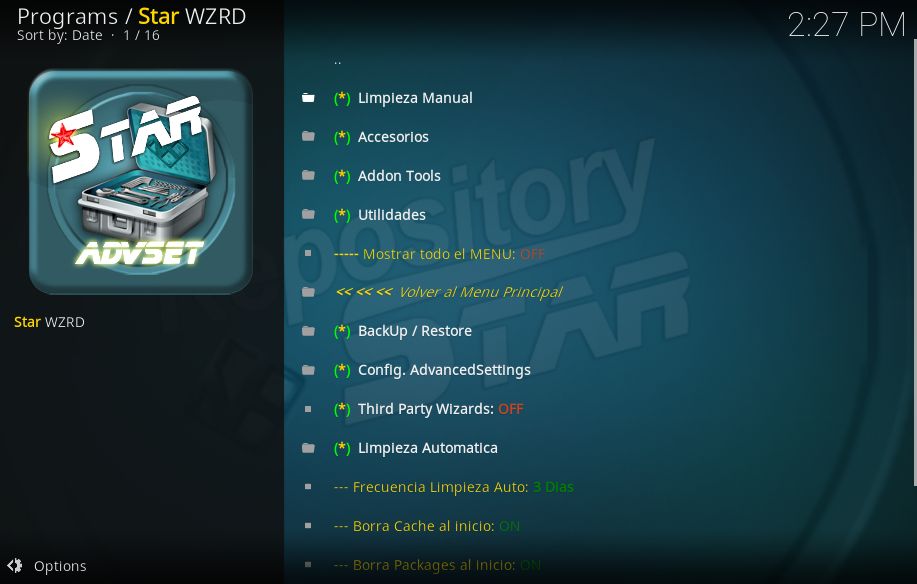 Programs / Star WZRD
Sort by: Date · 1 / 16
2:27 PM
STAR
ADVSET
Star WZRD
..
(*) Limpieza Manual
(*) Accesorios
(*) Addon Tools
(*) Utilidades
----- Mostrar todo el MENU: OFF
<< << << Volver al Menu Principal
(*) BackUp / Restore
(*) Config. AdvancedSettings
(*) Third Party Wizards: OFF
(*) Limpieza Automatica
--- Frecuencia Limpieza Auto: 3 Dias
--- Borra Cache al inicio: ON
--- Borra Packages al inicio: ON
Repository
STAR
Options